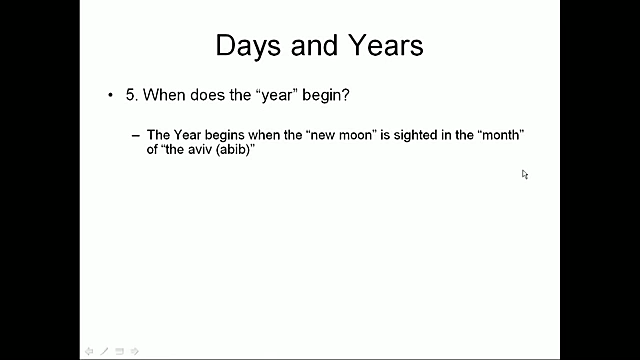 Days and Years
• 5. When does the “year” begin?
– The Year begins when the “new moon” is sighted in the “month”
of “the aviv (abib)”